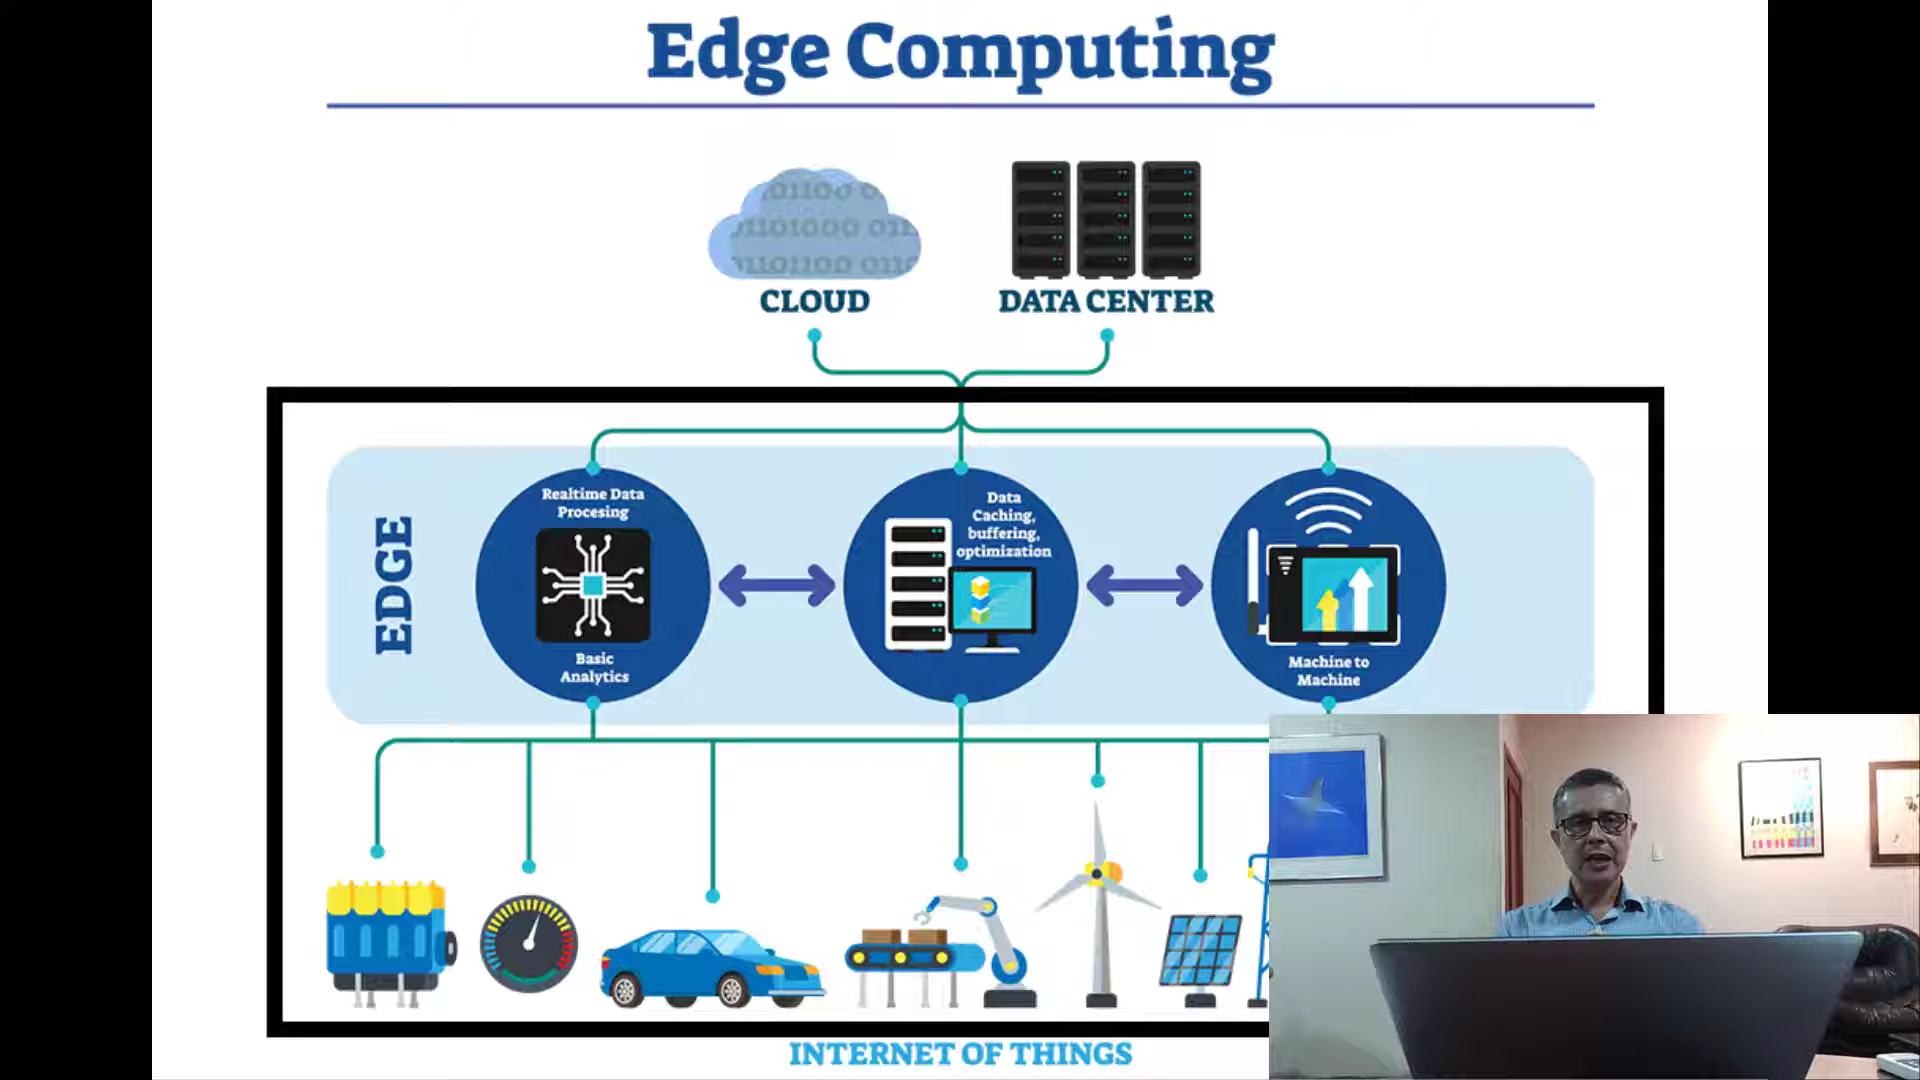 Edge Computing
CLOUD
DATA CENTER
EDGE
Realtime Data
Procesing
Basic
Analytics
Data
Caching,
buffering,
optimization
Machine to
Machine
INTERNET OF THINGS